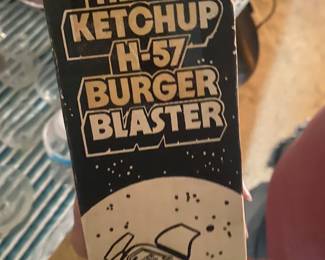 KETCHUP
H-57
BURGER
BLASTER